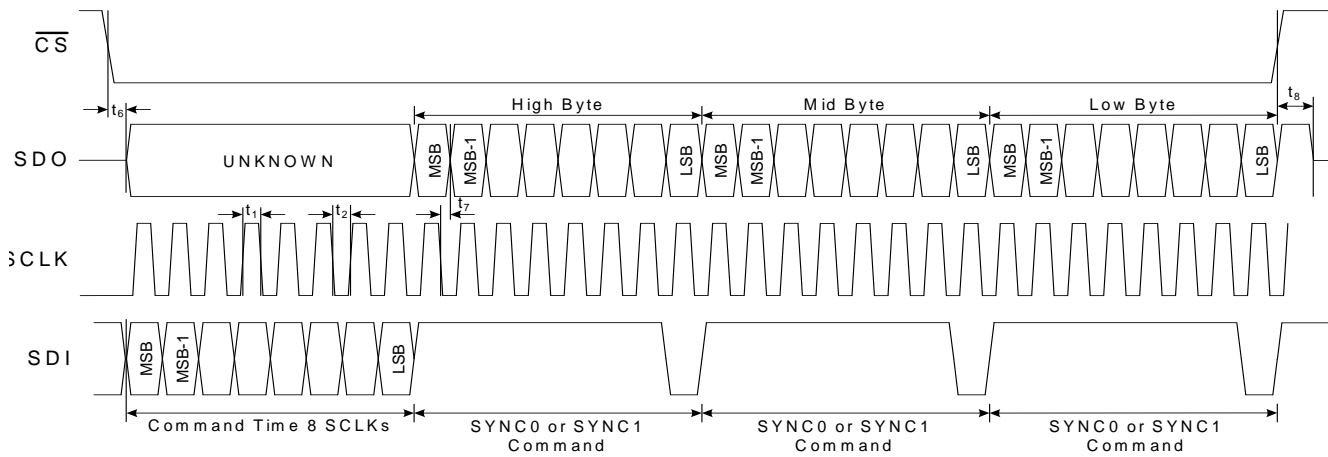 CS
t6
High Byte
Mid Byte
Low Byte
t8
SDO
UNKNOWN
MSB
MSB-1
LSB
MSB
MSB-1
LSB
MSB
MSB-1
LSB
t1
t2
t7
SCLK
SDI
MSB
MSB-1
LSB
Command Time 8 SCLKs
SYNC0 or SYNC1
Command
SYNC0 or SYNC1
Command
SYNC0 or SYNC1
Command